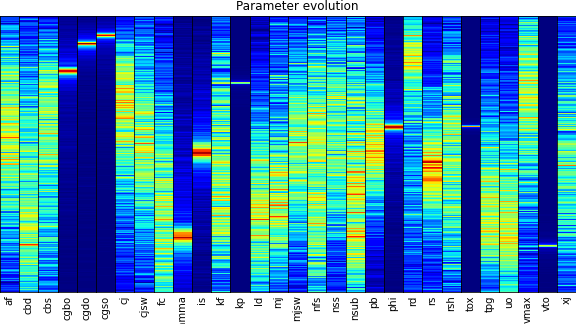 Parameter evolution
af
cbd
cbs
cgbo
cgdo
cgso
cj
cjsw
fc
mma
is
kf
kp
ld
mj
mjsw
nfs
nss
nsub
pb
phi
rd
rs
rsh
tox
tpg
uo
vmax
vto
xj